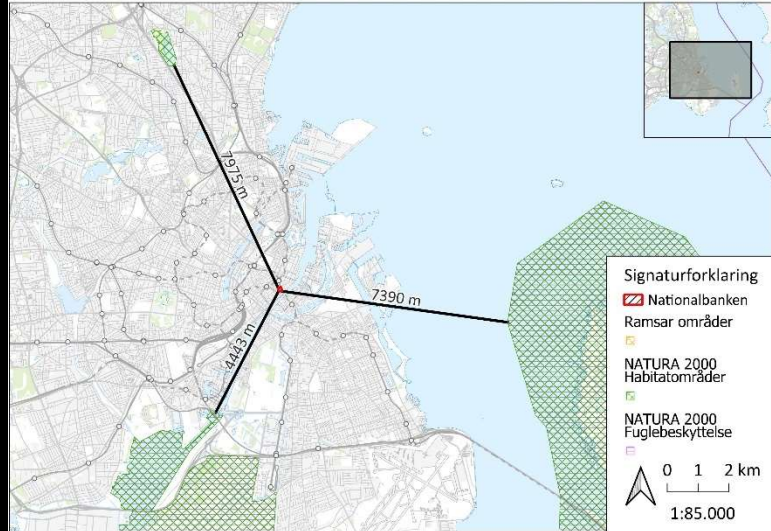 7975 m
7390 m
4443 m
Signaturforklaring
Nationalbanken
Ramsar områder
NATURA 2000
Habitatområder
NATURA 2000
Fuglebeskyttelse
0 1 2 km
1:85.000